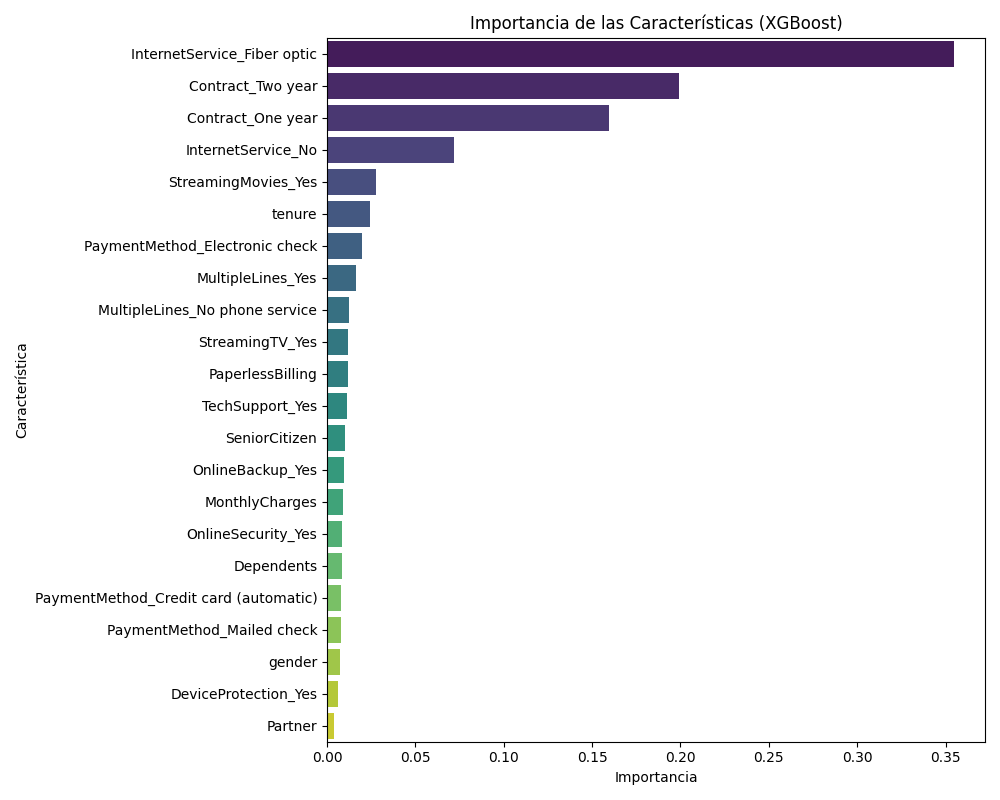 Importancia de las Características (XGBoost)
InternetService_Fiber optic
Contract_Two year
Contract_One year
InternetService_No
StreamingMovies_Yes
tenure
PaymentMethod_Electronic check
MultipleLines_Yes
MultipleLines_No phone service
StreamingTV_Yes
PaperlessBilling
TechSupport_Yes
SeniorCitizen
OnlineBackup_Yes
MonthlyCharges
OnlineSecurity_Yes
Dependents
PaymentMethod_Credit card (automatic)
PaymentMethod_Mailed check
gender
DeviceProtection_Yes
Partner
Característica
0.00 0.05 0.10 0.15 0.20 0.25 0.30 0.35
Importancia